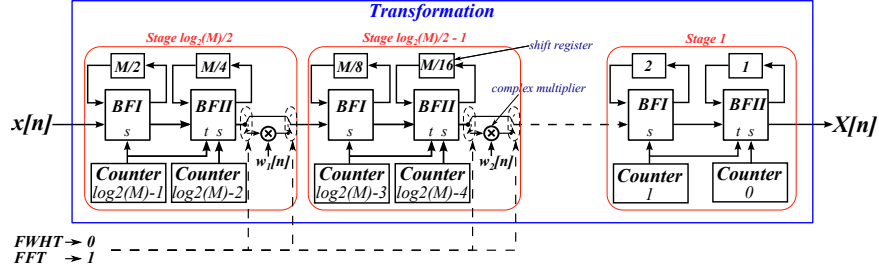 Transformation
Stage log₂(M)/2
Stage log₂(M)/2 - 1
Stage 1
shift register
complex multiplier
M/2
M/4
M/8
M/16
2
1
BFI
BFII
BFI
BFII
BFI
BFII
s
t s
s
t s
s
t s
x[n]
X[n]
w₁[n]
w₂[n]
Counter
log2(M)-1
Counter
log2(M)-2
Counter
log2(M)-3
Counter
log2(M)-4
Counter
1
Counter
0
FWHT → 0
FFT → 1